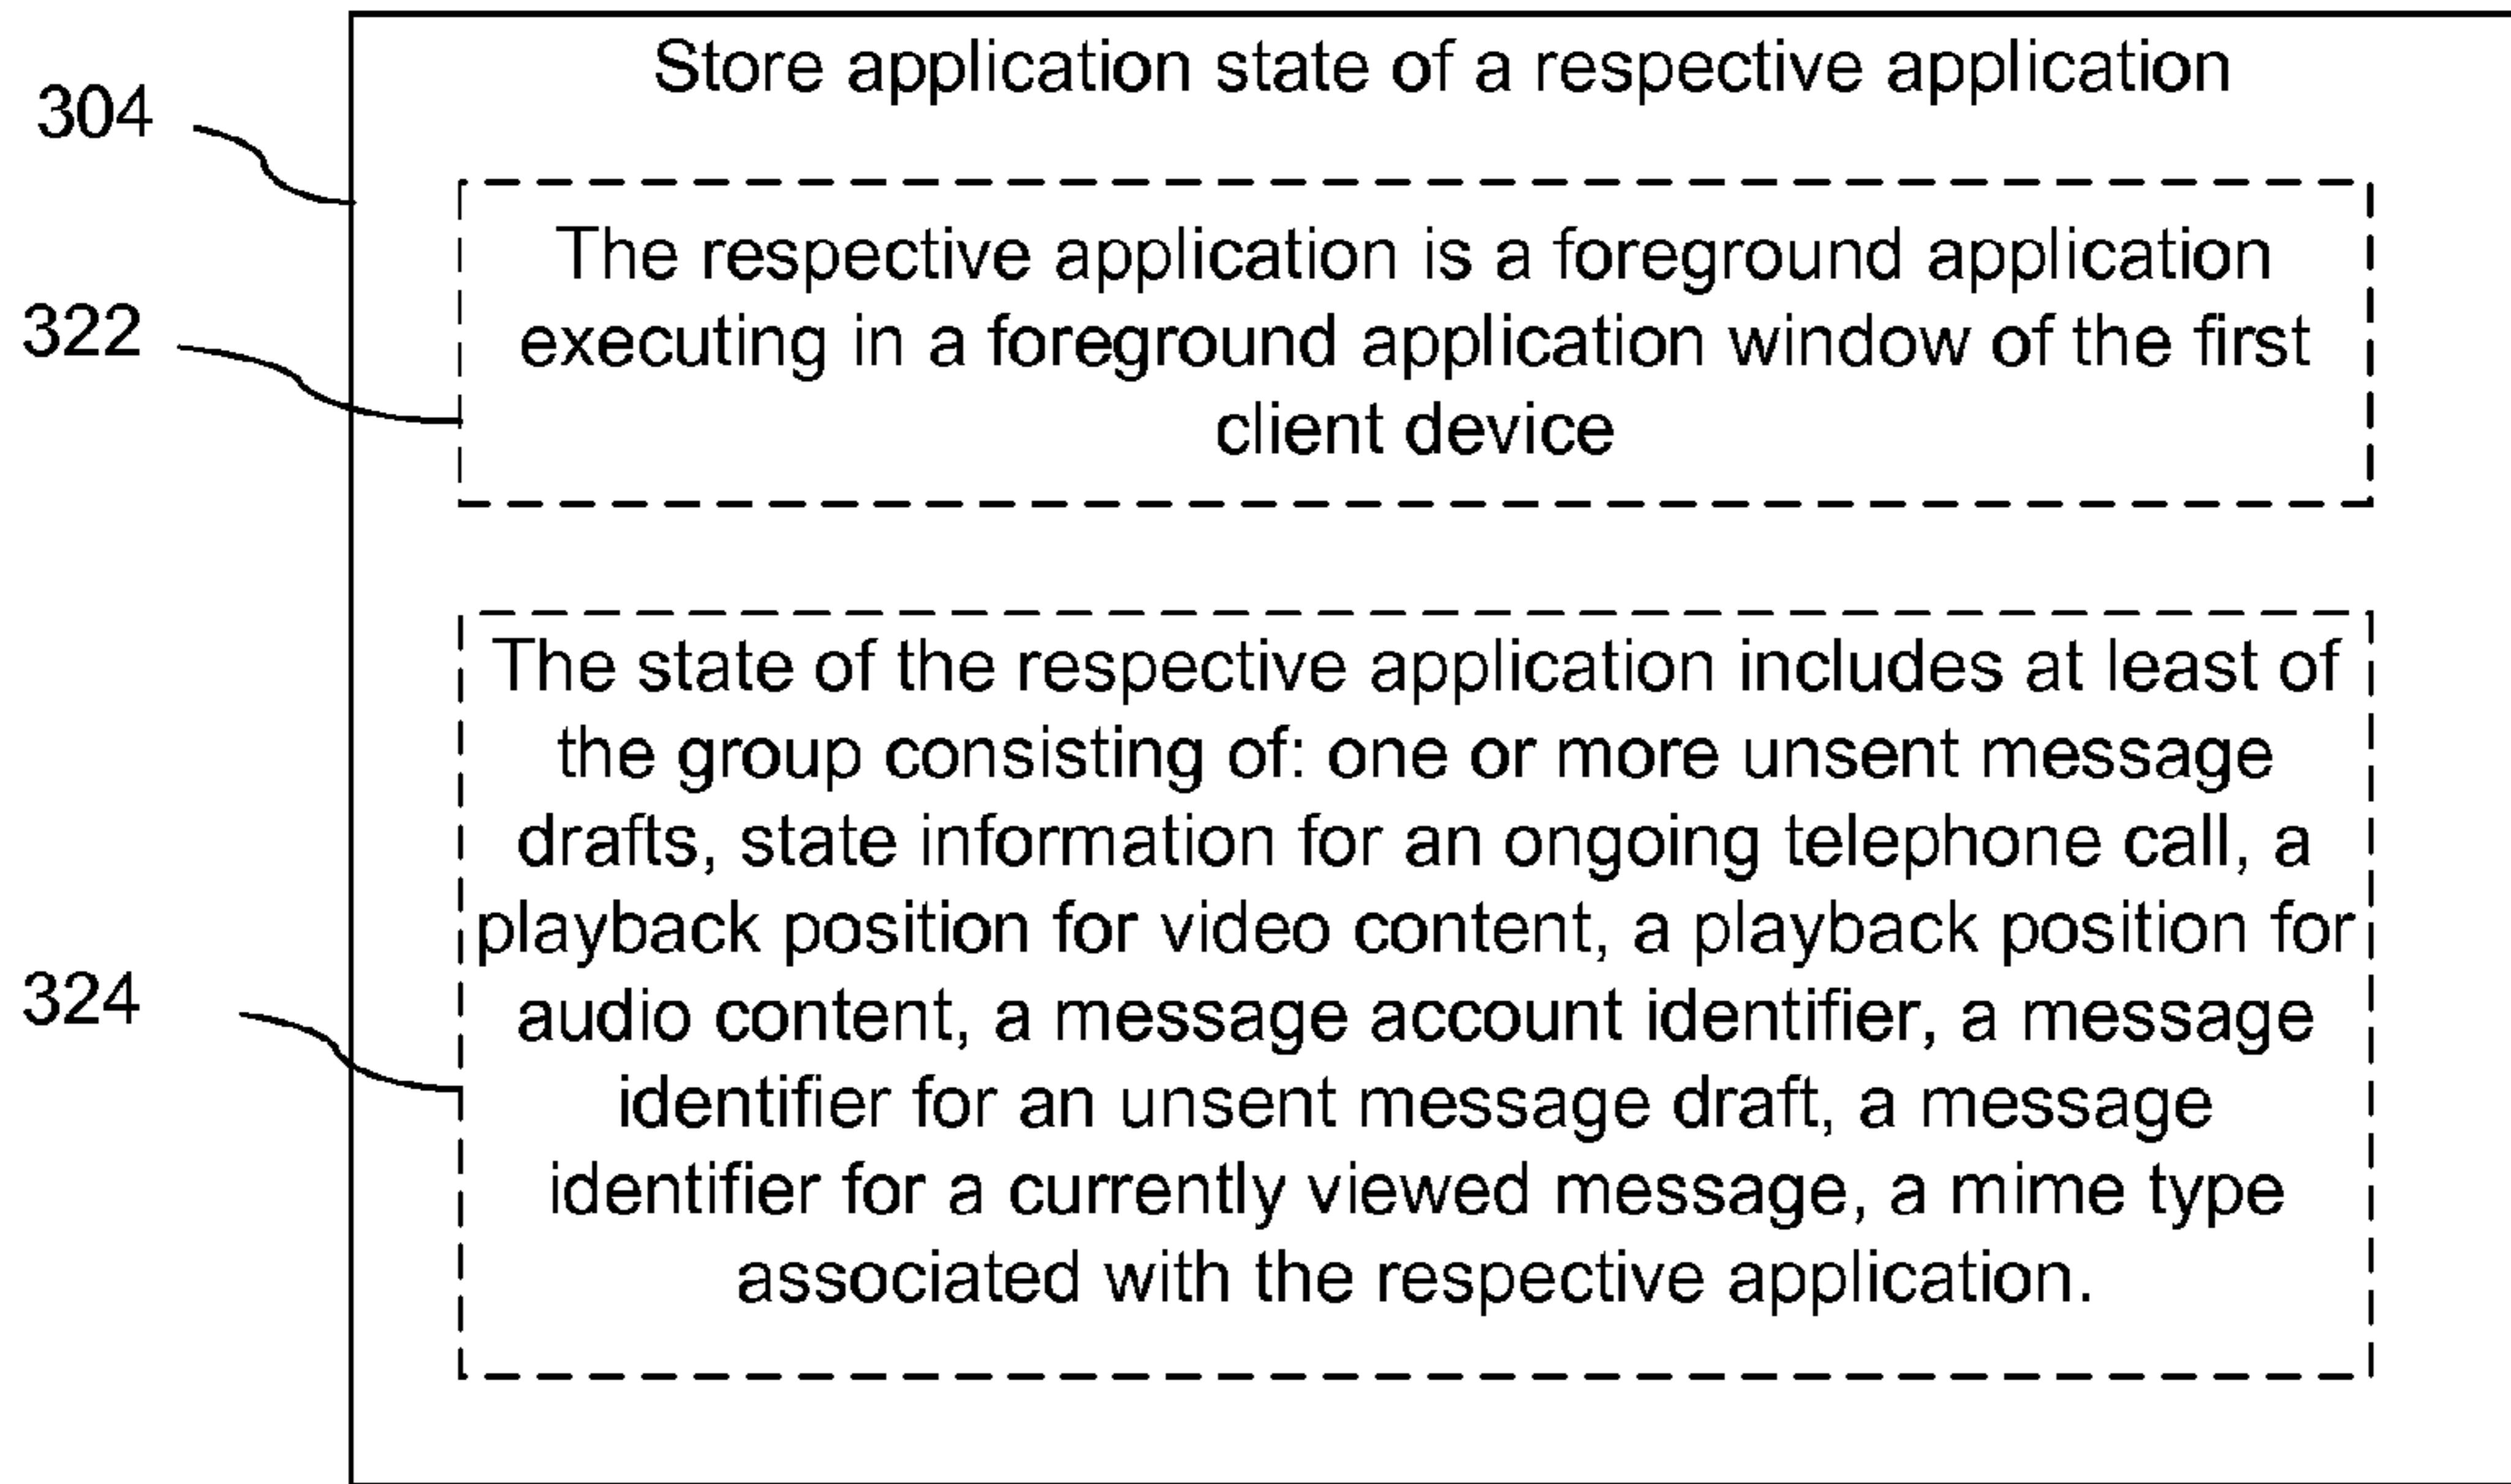 Store application state of a respective application
304
The respective application is a foreground application
322
executing in a foreground application window of the first
client device
The state of the respective application includes at least of
the group consisting of: one or more unsent message
drafts, state information for an ongoing telephone call, a
playback position for video content, a playback position for
324
audio content, a message account identifier, a message
identifier for an unsent message draft, a message
identifier for a currently viewed message, a mime type
associated with the respective application.